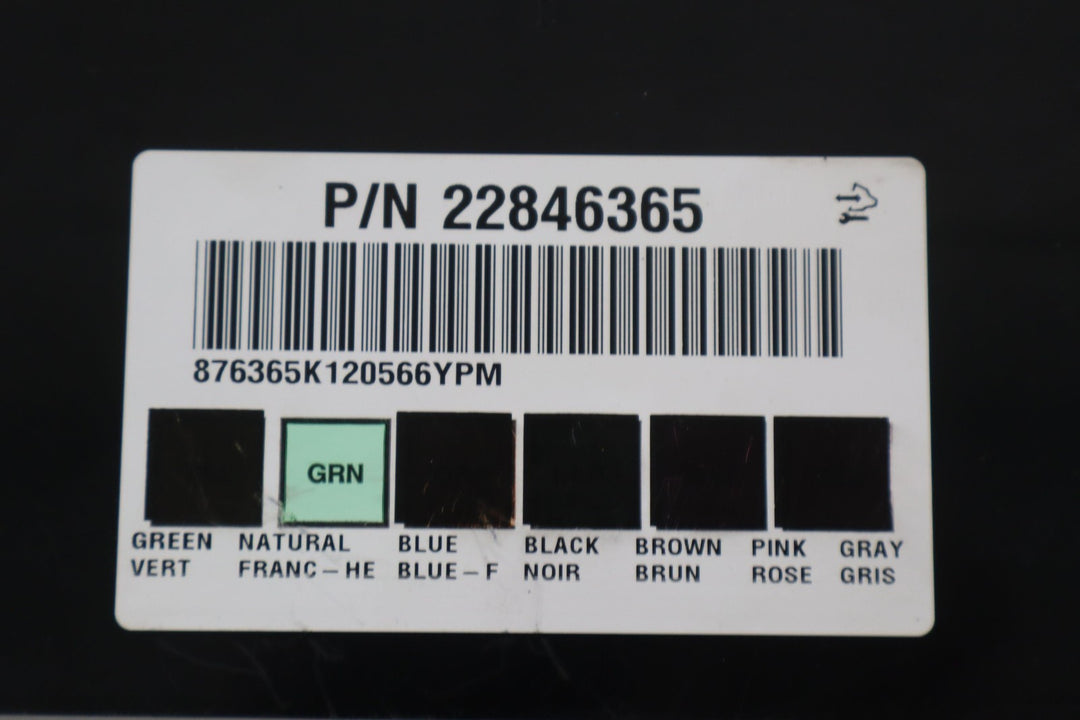 P/N 22846365
876365K120566YPM
GRN
GREEN NATURAL BLUE BLACK BROWN PINK GRAY
VERT FRANC-HE BLUE-F NOIR BRUN ROSE GRIS